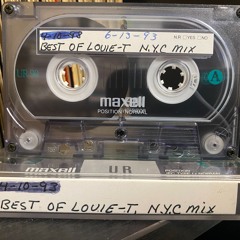 4-10-93 6-13-93
BEST OF LOUIE-T N.Y.C MIX
A
maxell
POSITION·NORMAL
maxell UR
4-10-93
BEST OF LOUIE-T, N.Y.C MIX